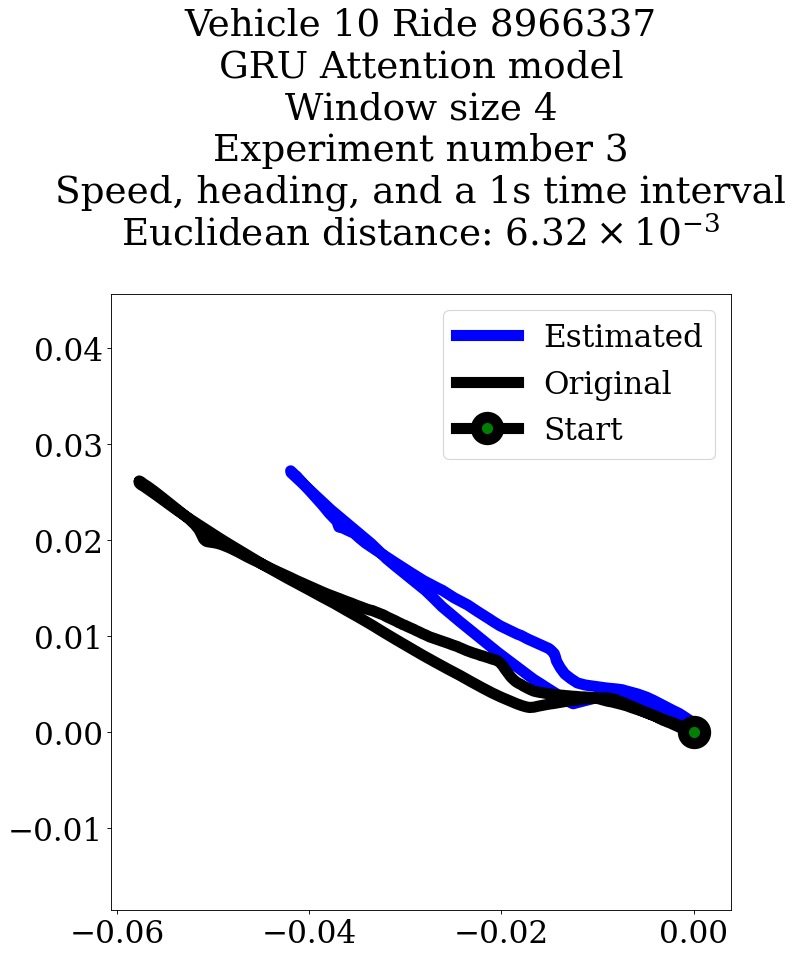 Vehicle 10 Ride 8966337
GRU Attention model
Window size 4
Experiment number 3
Speed, heading, and a 1s time interval
Euclidean distance: 6.32 × 10⁻³
Estimated
Original
Start
0.04
0.03
0.02
0.01
0.00
−0.01
−0.06
−0.04
−0.02
0.00